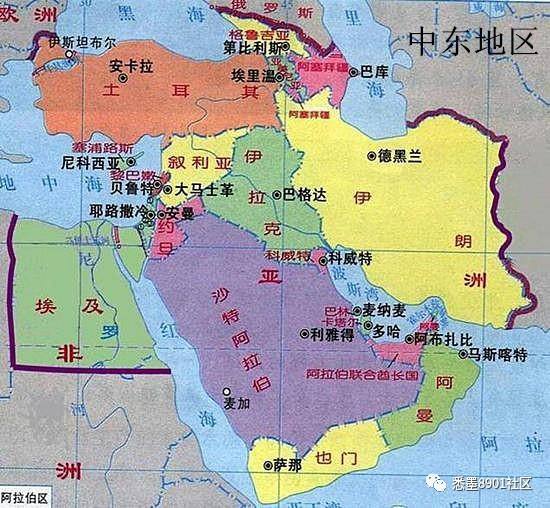 中东地区
欧洲
俄罗斯
格鲁吉亚
伊斯坦布尔
第比利斯
安卡拉
埃里温
阿塞拜疆
巴库
土耳其
阿塞拜疆
塞浦路斯
尼科西亚
叙利亚
伊拉克
德黑兰
黎巴嫩
贝鲁特
大马士革
巴格达
伊朗
地中海
耶路撒冷
安曼
约旦
科威特
科威特
亚洲
波斯湾
埃及
沙特阿拉伯
巴林
麦纳麦
卡塔尔
多哈
阿曼
利雅得
阿布扎比
马斯喀特
非洲
红海
阿拉伯联合酋长国
阿曼
麦加
阿拉
萨那
也门
阿拉伯区
悉墨8901社区